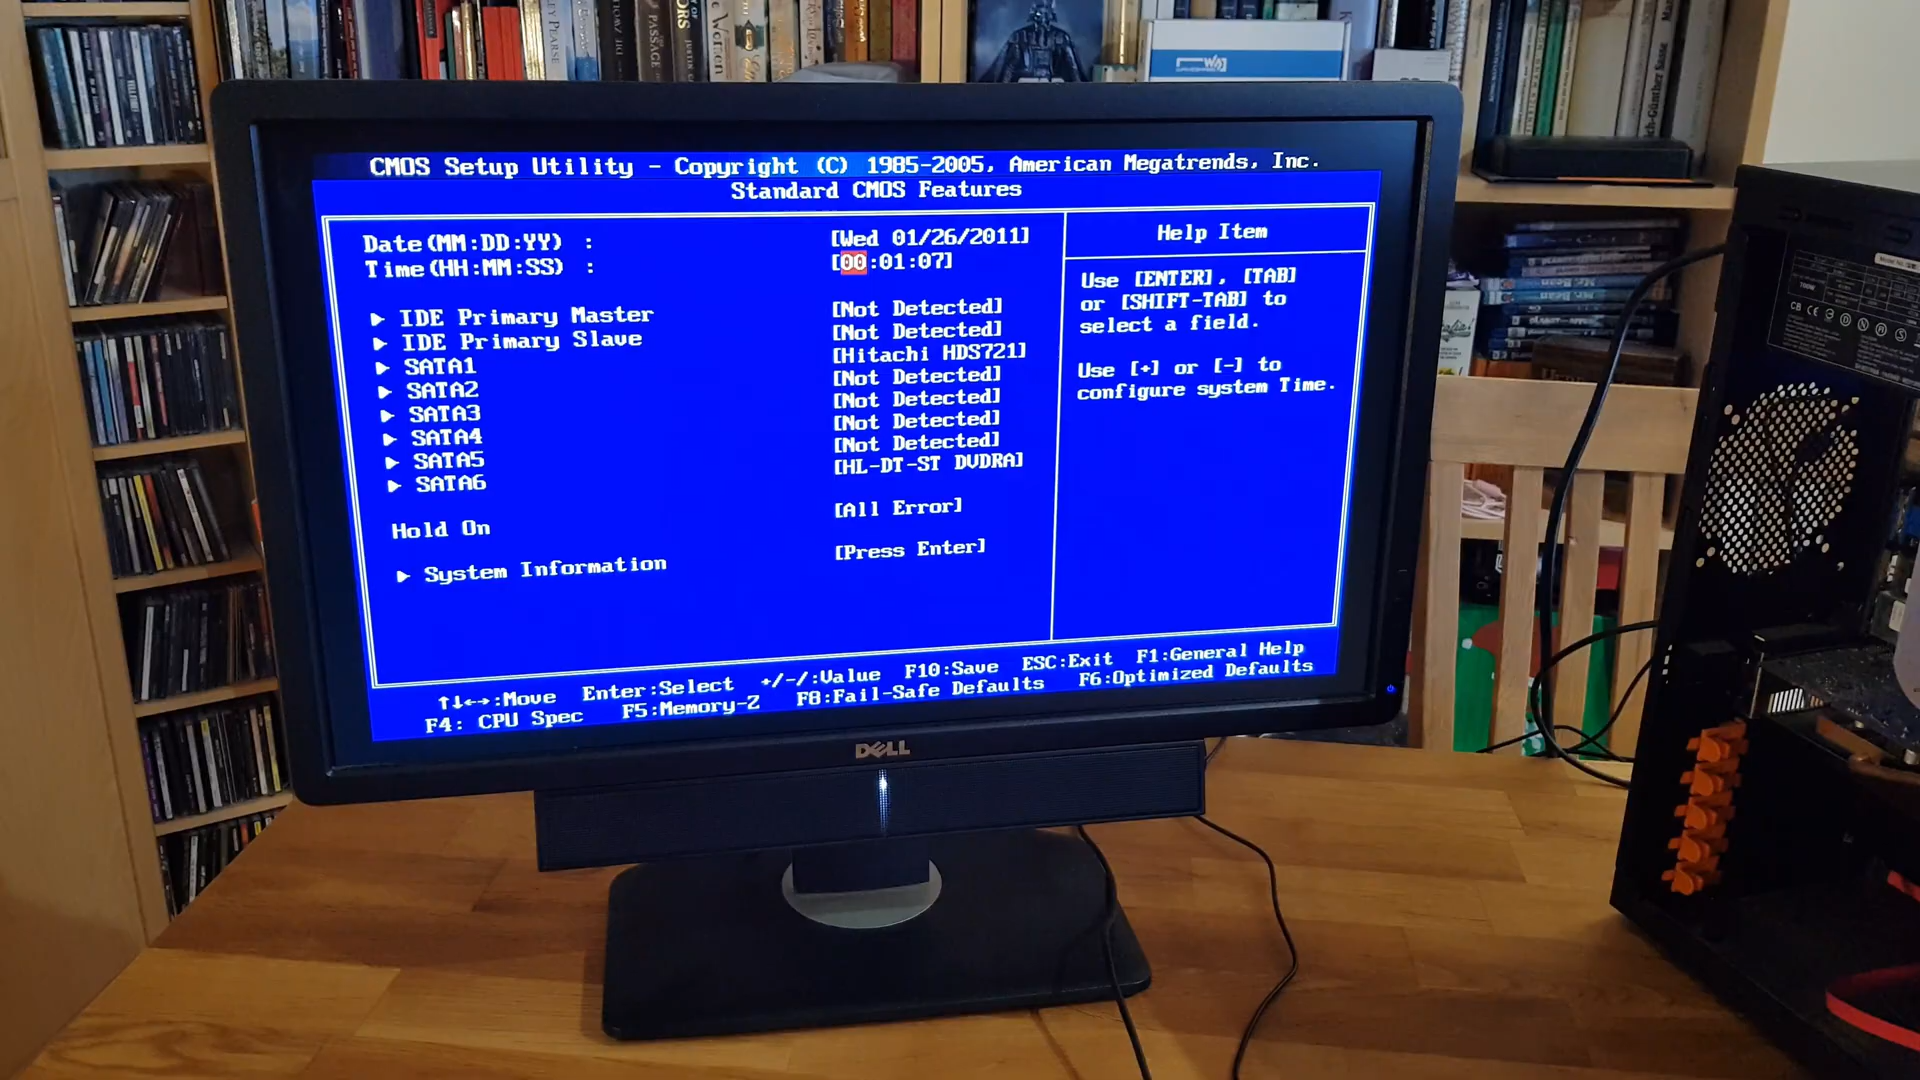 CMOS Setup Utility - Copyright (C) 1985-2005, American Megatrends, Inc.
Standard CMOS Features
Date(MM:DD:YY) : [Wed 01/26/2011]
Time(HH:MM:SS) : [00:01:07]
► IDE Primary Master [Not Detected]
► IDE Primary Slave [Not Detected]
► SATA1 [Hitachi HDS721]
► SATA2 [Not Detected]
► SATA3 [Not Detected]
► SATA4 [Not Detected]
► SATA5 [Not Detected]
► SATA6 [HL-DT-ST DVDRA]
Hold On [All Error]
► System Information [Press Enter]
Help Item
Use [ENTER], [TAB]
or [SHIFT-TAB] to
select a field.
Use [+] or [-] to
configure system Time.
↑↓←→:Move Enter:Select +/-/:Value F10:Save ESC:Exit F1:General Help
F4: CPU Spec F5:Memory-Z F8:Fail-Safe Defaults F6:Optimized Defaults
DELL
PASSAGE